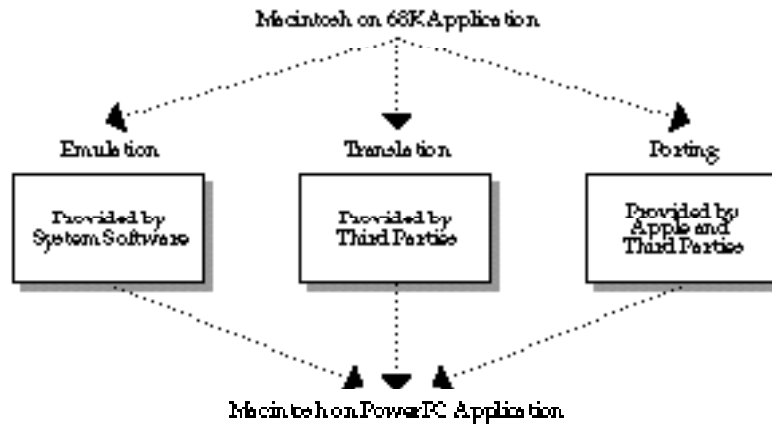 Macintosh on 68K Application
Emulation
Translation
Porting
Provided by
System Software
Provided by
Third Parties
Provided by
Apple and
Third Parties
Macintosh on PowerPC Application